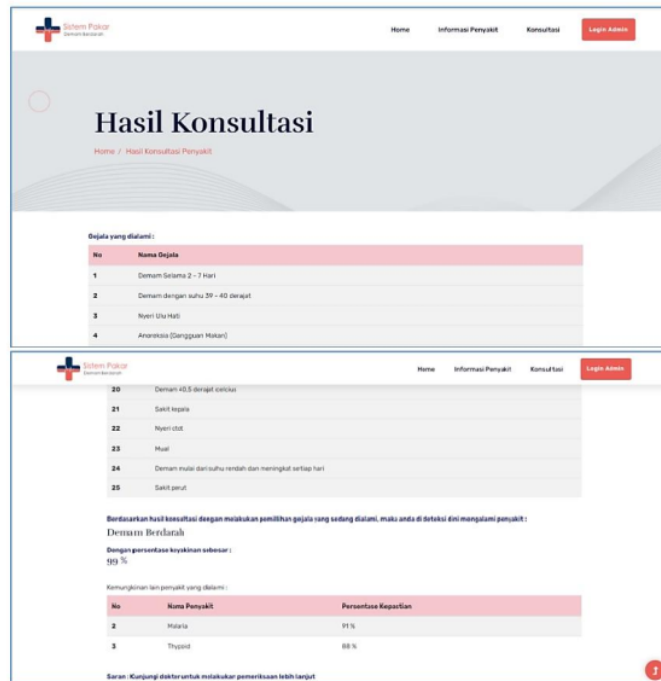 Sistem Pakar
Demam Berdarah
Home Informasi Penyakit Konsultasi Login Admin
Hasil Konsultasi
Home / Hasil Konsultasi Penyakit
Gejala yang dialami :
No Nama Gejala
1 Demam Selama 2 - 7 Hari
2 Demam dengan suhu 39 - 40 derajat
3 Nyeri Ulu Hati
4 Anoreksia (Gangguan Makan)
Sistem Pakar
Demam Berdarah
Home Informasi Penyakit Konsultasi Login Admin
20 Demam 40,5 derajat celcius
21 Sakit kepala
22 Nyeri otot
23 Mual
24 Demam mulai dari suhu rendah dan meningkat setiap hari
25 Sakit perut
Berdasarkan hasil konsultasi dengan melakukan pemilihan gejala yang sedang dialami, maka anda di deteksi dini mengalami penyakit :
Demam Berdarah
Dengan persentase keyakinan sebesar :
99 %
Kemungkinan lain penyakit yang dialami :
No Nama Penyakit Persentase Kepastian
2 Malaria 91 %
3 Thypoid 88 %
Saran : Kunjungi dokter untuk melakukan pemeriksaan lebih lanjut